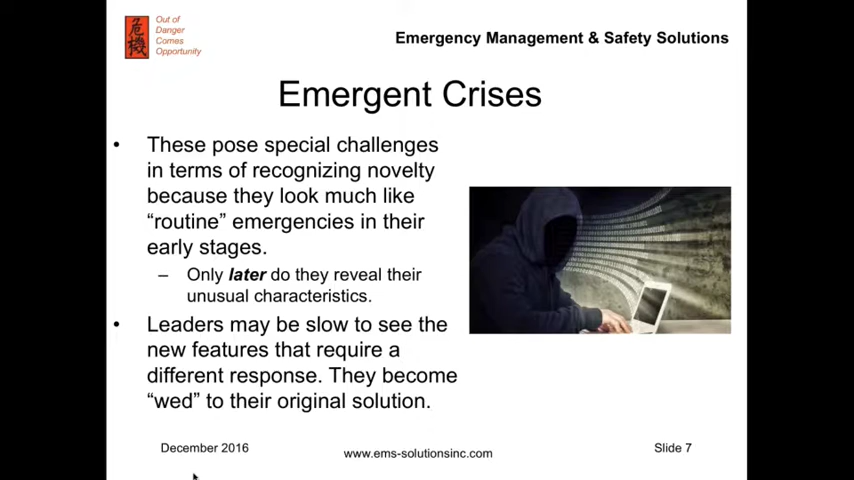 危機
Out of
Danger
Comes
Opportunity
Emergency Management & Safety Solutions
Emergent Crises
• These pose special challenges
in terms of recognizing novelty
because they look much like
“routine” emergencies in their
early stages.
– Only later do they reveal their
unusual characteristics.
• Leaders may be slow to see the
new features that require a
different response. They become
“wed” to their original solution.
December 2016
www.ems-solutionsinc.com
Slide 7